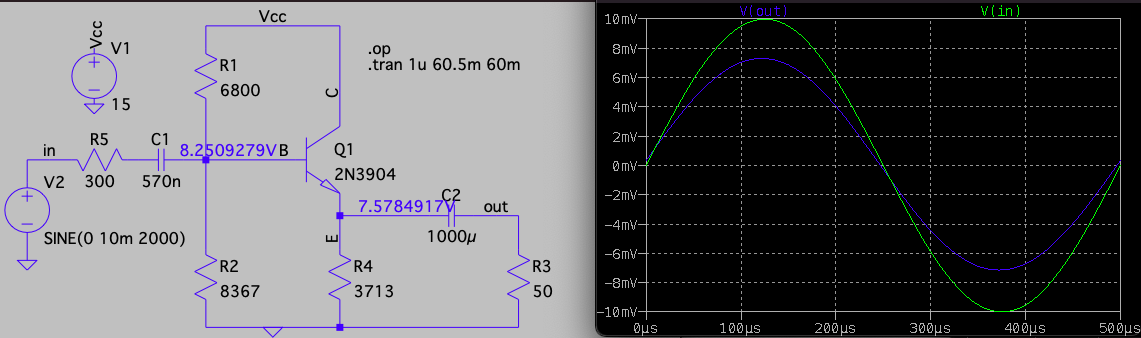 Vcc
Vcc
V1
15
.op
.tran 1u 60.5m 60m
R1
6800
C
in
R5
300
C1
570n
8.2509279V
B
Q1
2N3904
V2
SINE(0 10m 2000)
7.5784917V
C2
1000µ
out
E
R2
8367
R4
3713
R3
50
V(out)
V(in)
10mV
8mV
6mV
4mV
2mV
0mV
-2mV
-4mV
-6mV
-8mV
-10mV
0µs
100µs
200µs
300µs
400µs
500µs